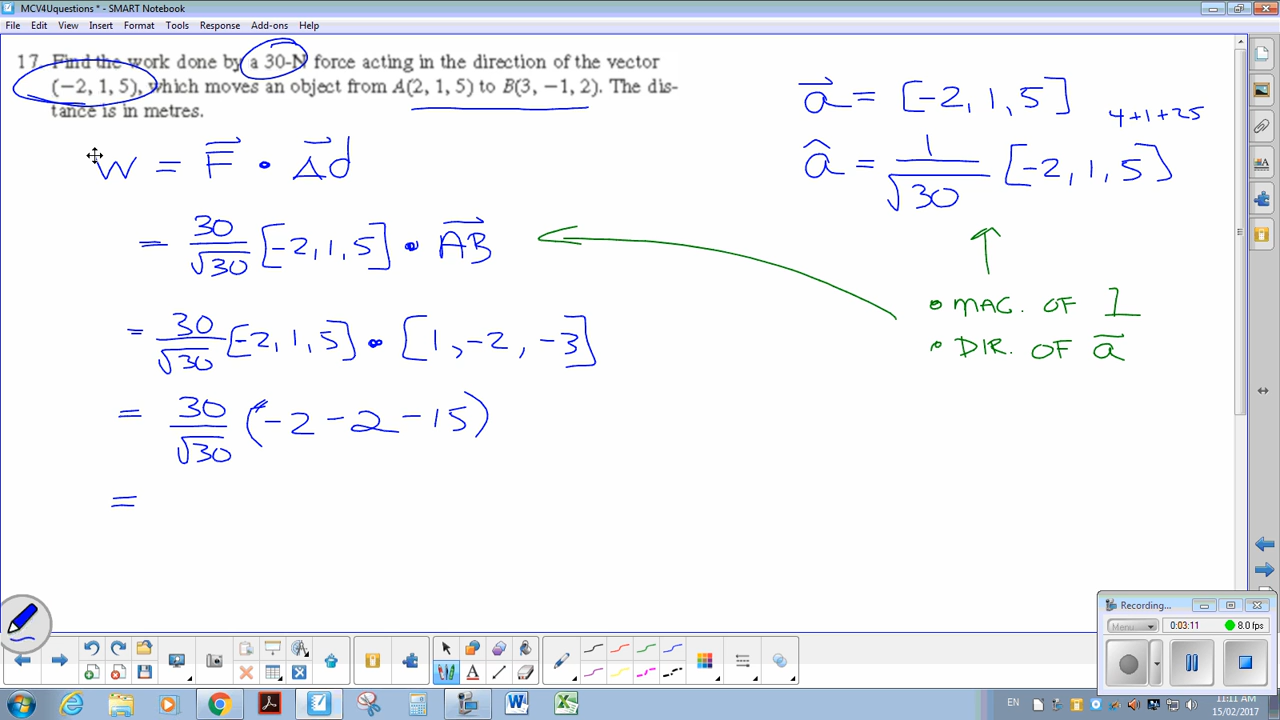 MCV4Uquestions * - SMART Notebook
File Edit View Insert Format Tools Response Add-ons Help
17. Find the work done by a 30-N force acting in the direction of the vector
(−2, 1, 5), which moves an object from A(2, 1, 5) to B(3, −1, 2). The dis-
tance is in metres.
W = F⃗ • Δ⃗d
= 30/√30 [-2, 1, 5] • A⃗B⃗
= 30/√30 [-2, 1, 5] • [1, -2, -3]
= 30/√30 (-2 - 2 - 15)
=
a⃗ = [-2, 1, 5]
4+1+25
â = 1/√30 [-2, 1, 5]
• MAG. OF 1
• DIR. OF a⃗
Recording...
Menu
0:03:11
8.0 fps
EN
11:11 AM
15/02/2017